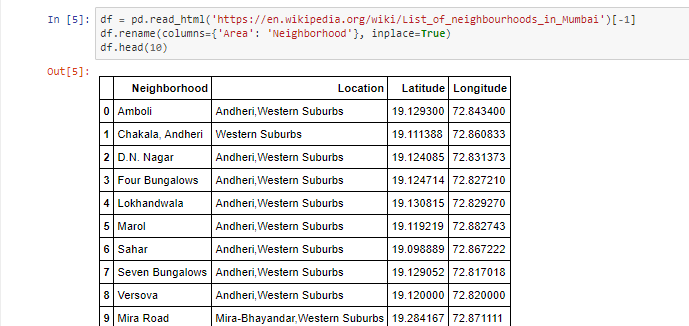 In [5]: df = pd.read_html('https://en.wikipedia.org/wiki/List_of_neighbourhoods_in_Mumbai')[-1]
df.rename(columns={'Area': 'Neighborhood'}, inplace=True)
df.head(10)
Out[5]:
Neighborhood Location Latitude Longitude
0 Amboli Andheri,Western Suburbs 19.129300 72.843400
1 Chakala, Andheri Western Suburbs 19.111388 72.860833
2 D.N. Nagar Andheri,Western Suburbs 19.124085 72.831373
3 Four Bungalows Andheri,Western Suburbs 19.124714 72.827210
4 Lokhandwala Andheri,Western Suburbs 19.130815 72.829270
5 Marol Andheri,Western Suburbs 19.119219 72.882743
6 Sahar Andheri,Western Suburbs 19.098889 72.867222
7 Seven Bungalows Andheri,Western Suburbs 19.129052 72.817018
8 Versova Andheri,Western Suburbs 19.120000 72.820000
9 Mira Road Mira-Bhayandar,Western Suburbs 19.284167 72.871111